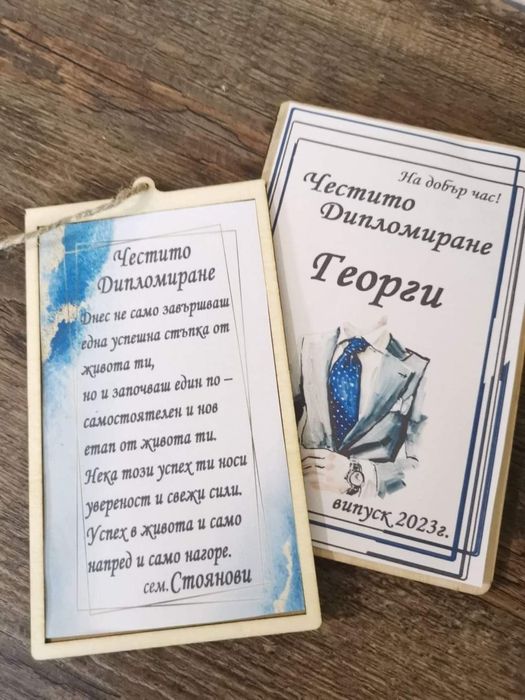 Честито
Дипломиране
Днес не само завършваш
една успешна стъпка от
живота ти,
но и започваш един по –
самостоятелен и нов
етап от живота ти.
Нека този успех ти носи
увереност и свежи сили.
Успех в живота и само
напред и само нагоре.
сем. Стоянови
На добър час!
Честито
Дипломиране
Георги
випуск 2023г.